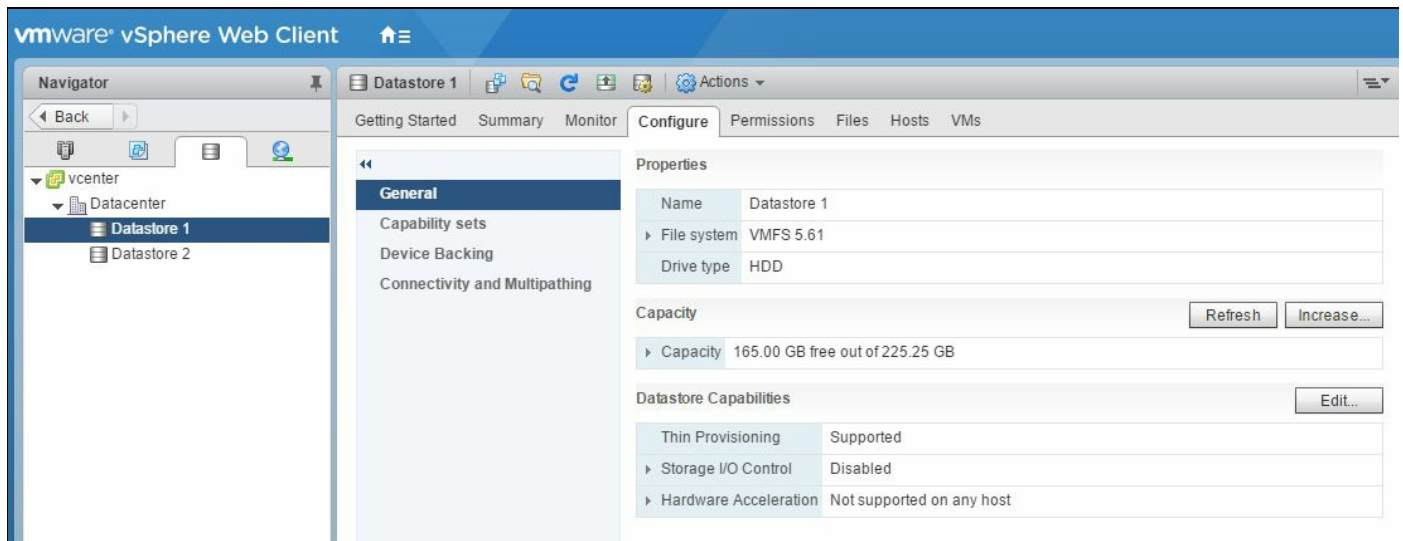 vmware® vSphere Web Client
Navigator
Datastore 1
Actions
Back
Getting Started Summary Monitor Configure Permissions Files Hosts VMs
vcenter
Datacenter
Datastore 1
Datastore 2
General
Capability sets
Device Backing
Connectivity and Multipathing
Properties
Name Datastore 1
File system VMFS 5.61
Drive type HDD
Capacity Refresh Increase...
Capacity 165.00 GB free out of 225.25 GB
Datastore Capabilities Edit...
Thin Provisioning Supported
Storage I/O Control Disabled
Hardware Acceleration Not supported on any host